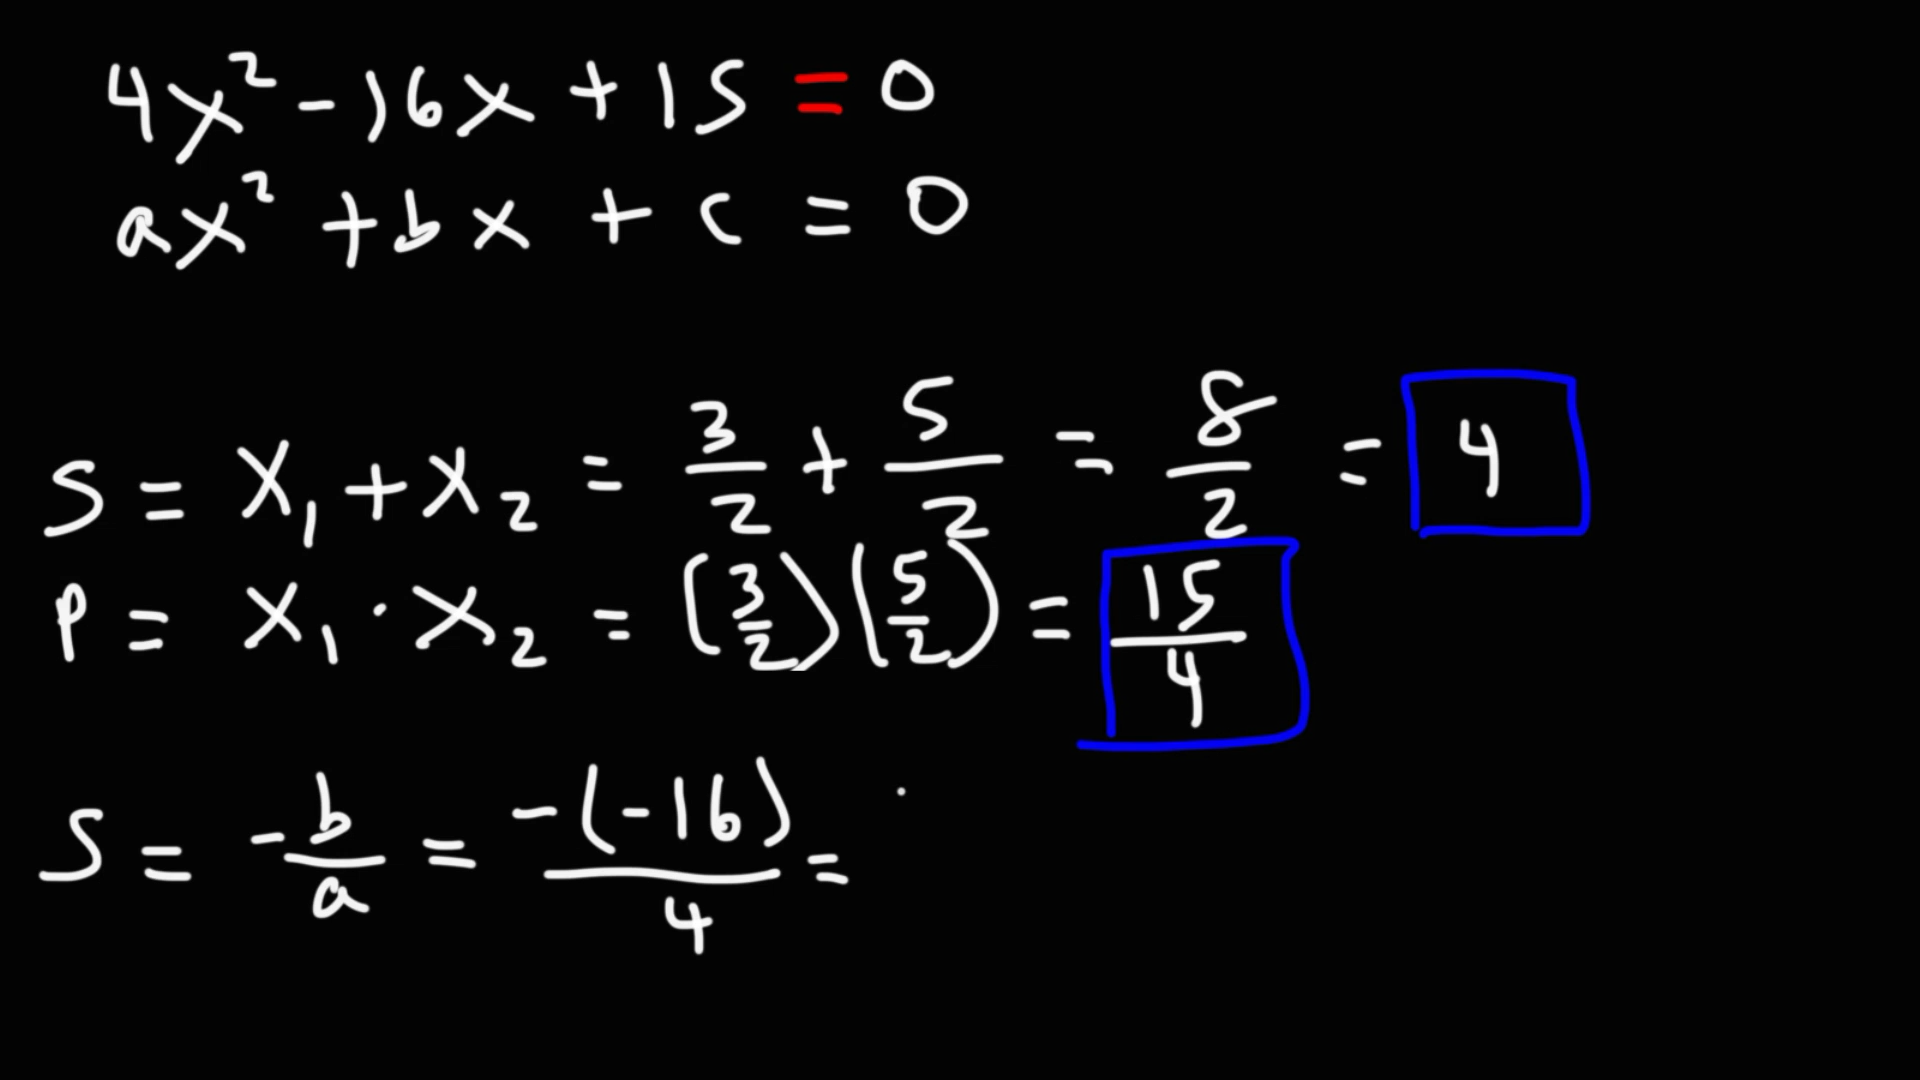 4x² - 16x + 15 = 0
ax² + bx + c = 0
S = x₁ + x₂ = 3/2 + 5/2 = 8/2 = 4
P = x₁ · x₂ = (3/2)(5/2) = 15/4
S = -b/a = -(-16)/4 =